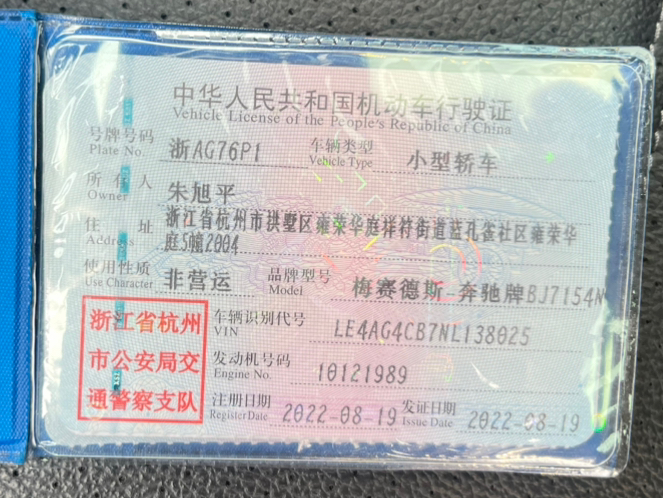 中华人民共和国机动车行驶证
Vehicle License of the People's Republic of China
号牌号码 浙AG76P1 车辆类型 小型轿车
Plate No. Vehicle Type
所有人 朱旭平
Owner
住址 浙江省杭州市拱墅区雍荣华庭祥符街道蓝孔雀社区雍荣华
Address 庭5幢2004
使用性质 非营运 品牌型号 梅赛德斯-奔驰牌BJ7154N
Use Character Model
浙江省杭州 车辆识别代号 LE4AG4CB7NL138025
VIN
市公安局交 发动机号码 10121989
Engine No.
通警察支队 注册日期 2022-08-19 发证日期 2022-08-19
Register Date Issue Date